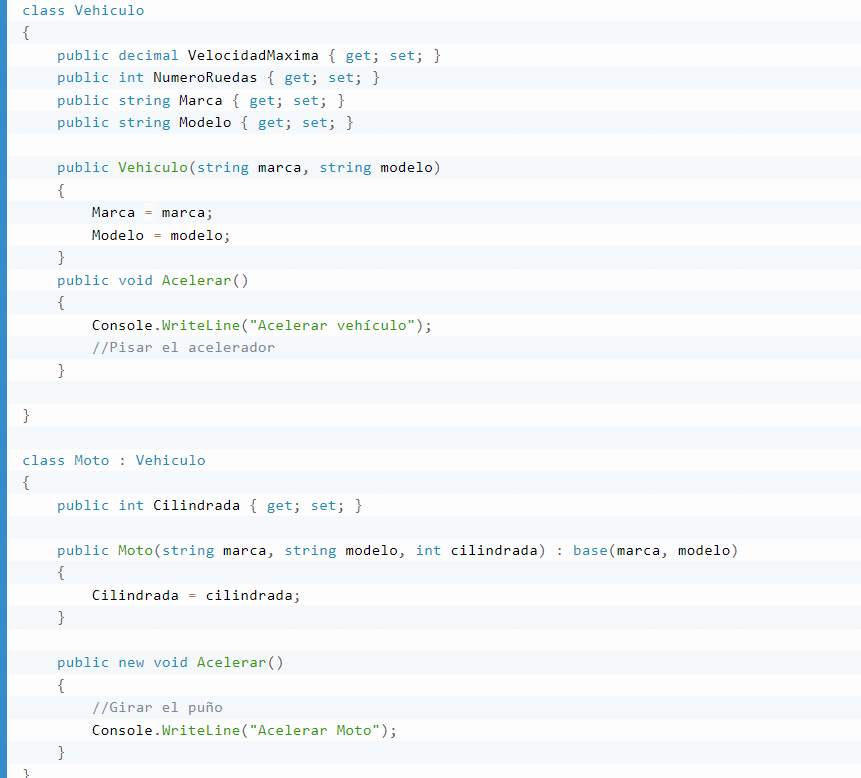 class Vehiculo
{
    public decimal VelocidadMaxima { get; set; }
    public int NumeroRuedas { get; set; }
    public string Marca { get; set; }
    public string Modelo { get; set; }

    public Vehiculo(string marca, string modelo)
    {
        Marca = marca;
        Modelo = modelo;
    }
    public void Acelerar()
    {
        Console.WriteLine("Acelerar vehículo");
        //Pisar el acelerador
    }

}

class Moto : Vehiculo
{
    public int Cilindrada { get; set; }

    public Moto(string marca, string modelo, int cilindrada) : base(marca, modelo)
    {
        Cilindrada = cilindrada;
    }

    public new void Acelerar()
    {
        //Girar el puño
        Console.WriteLine("Acelerar Moto");
    }
}